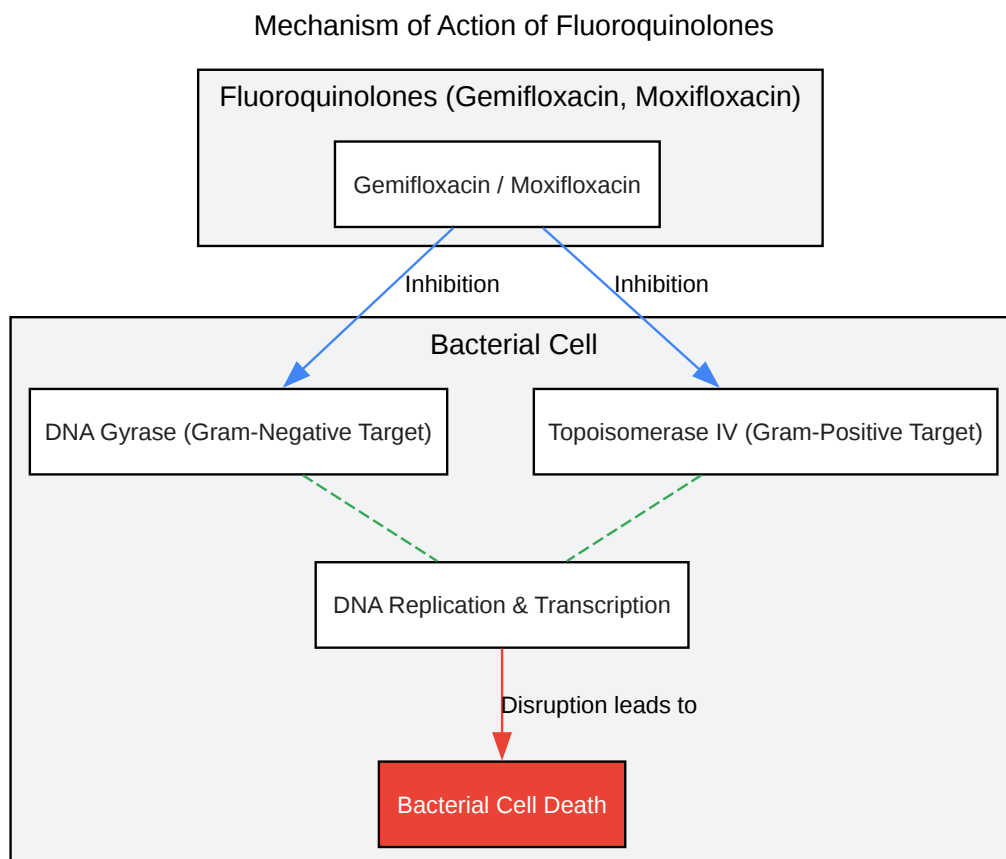 Mechanism of Action of Fluoroquinolones
Fluoroquinolones (Gemifloxacin, Moxifloxacin)
Gemifloxacin / Moxifloxacin
Inhibition
Inhibition
Bacterial Cell
DNA Gyrase (Gram-Negative Target)
Topoisomerase IV (Gram-Positive Target)
DNA Replication & Transcription
Disruption leads to
Bacterial Cell Death